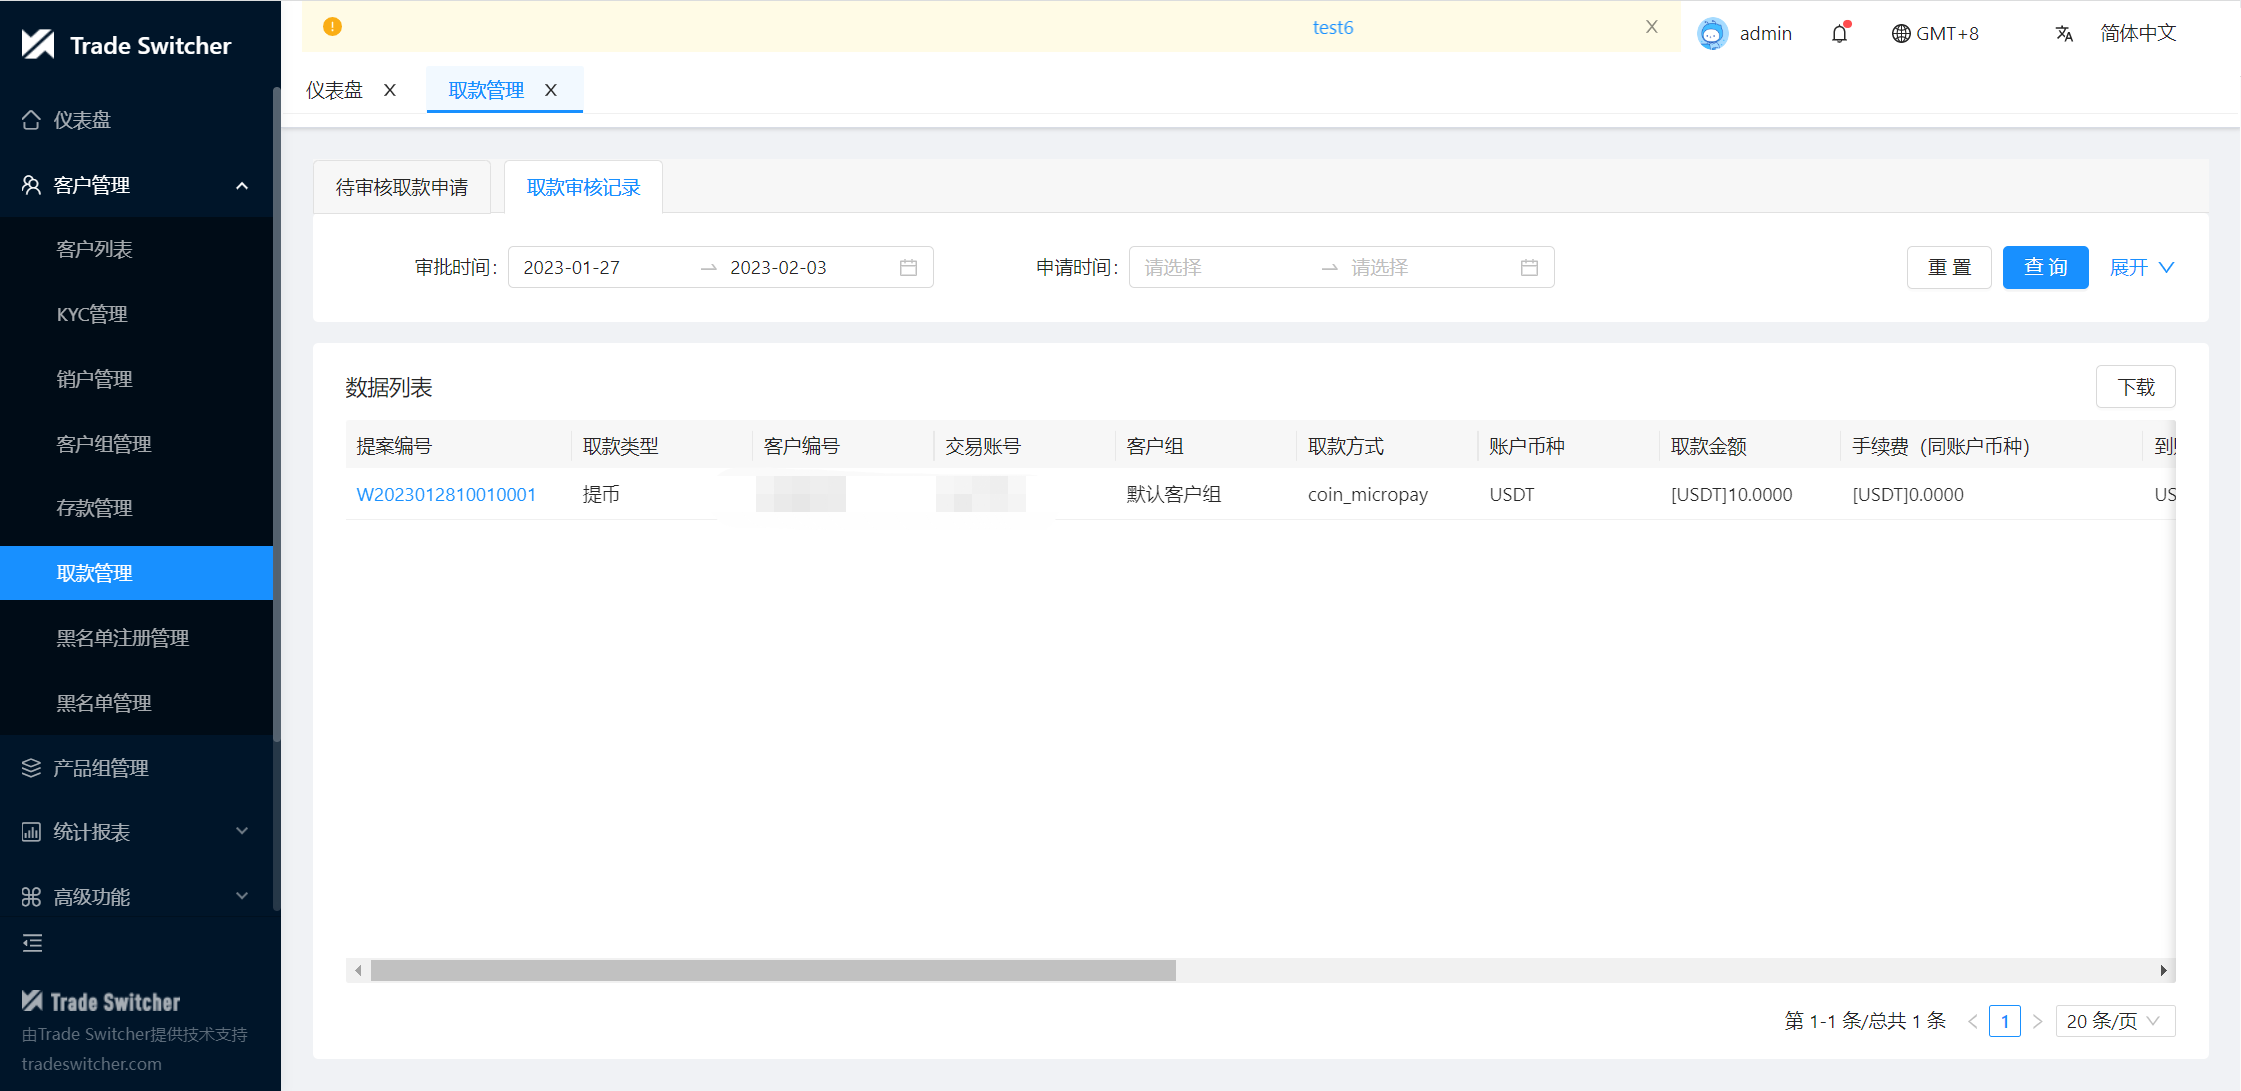 Trade Switcher
test6
X
admin
GMT+8
简体中文
仪表盘 X
取款管理 X
仪表盘
客户管理
客户列表
KYC管理
销户管理
客户组管理
存款管理
取款管理
黑名单注册管理
黑名单管理
产品组管理
统计报表
高级功能
Trade Switcher
由Trade Switcher提供技术支持
tradeswitcher.com
待审核取款申请 取款审核记录
审批时间: 2023-01-27 → 2023-02-03 申请时间: 请选择 → 请选择 重 置 查 询 展开
数据列表 下载
提案编号 取款类型 客户编号 交易账号 客户组 取款方式 账户币种 取款金额 手续费（同账户币种） 到
W2023012810010001 提币 默认客户组 coin_micropay USDT [USDT]10.0000 [USDT]0.0000 US
第 1-1 条/总共 1 条 < 1 > 20 条/页